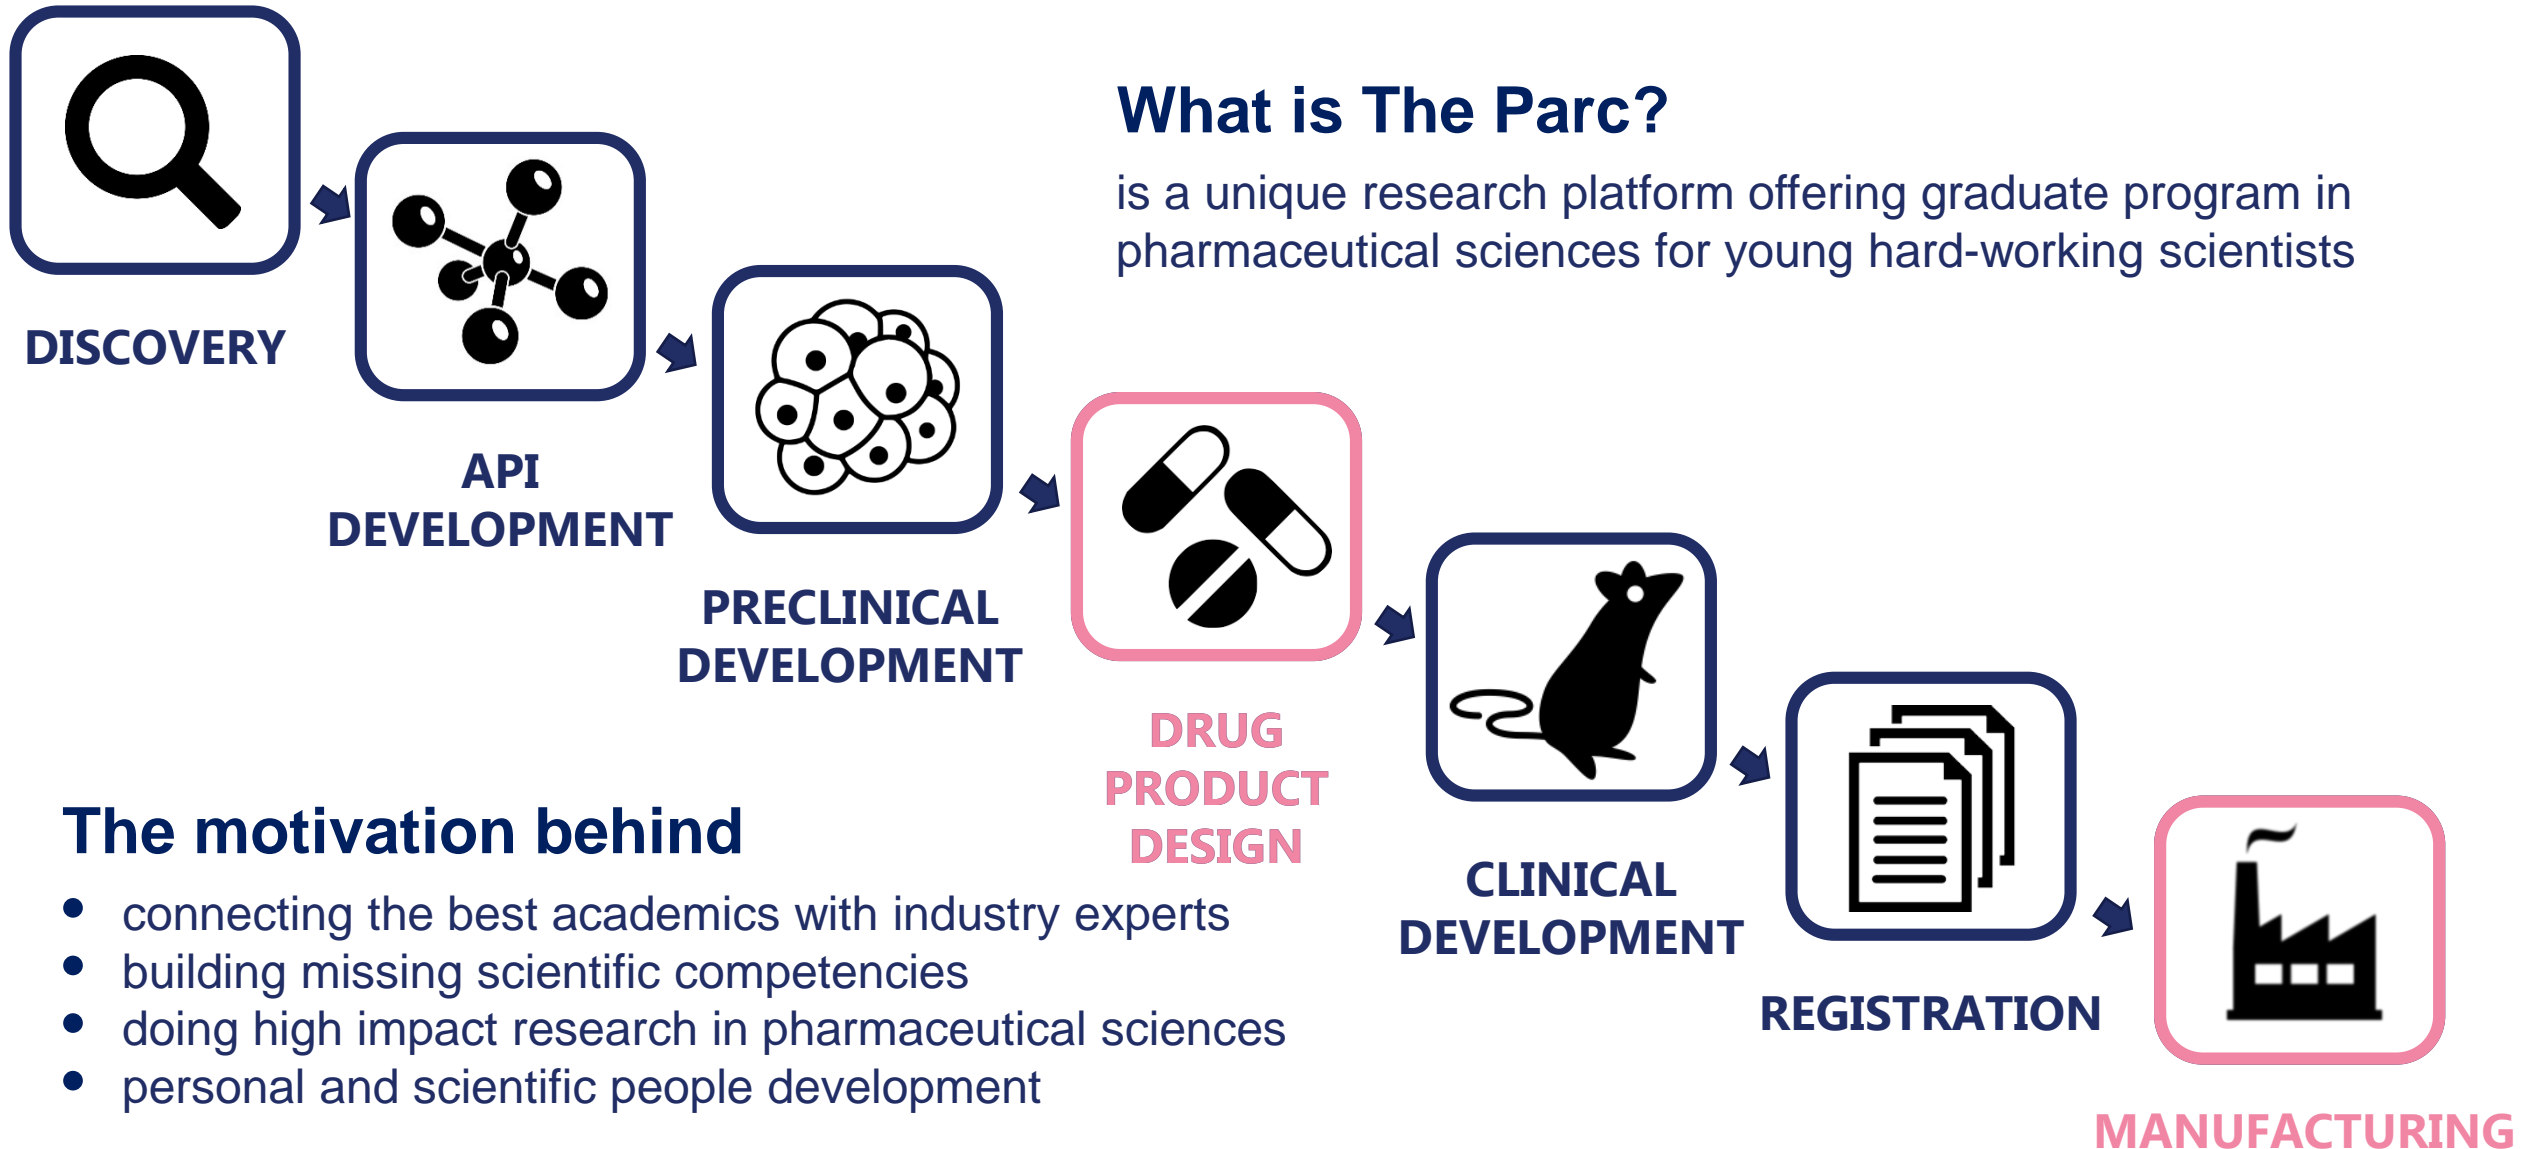 What is The Parc?
is a unique research platform offering graduate program in
pharmaceutical sciences for young hard-working scientists
DISCOVERY
API
DEVELOPMENT
PRECLINICAL
DEVELOPMENT
DRUG
PRODUCT
DESIGN
CLINICAL
DEVELOPMENT
REGISTRATION
MANUFACTURING
The motivation behind
• connecting the best academics with industry experts
• building missing scientific competencies
• doing high impact research in pharmaceutical sciences
• personal and scientific people development